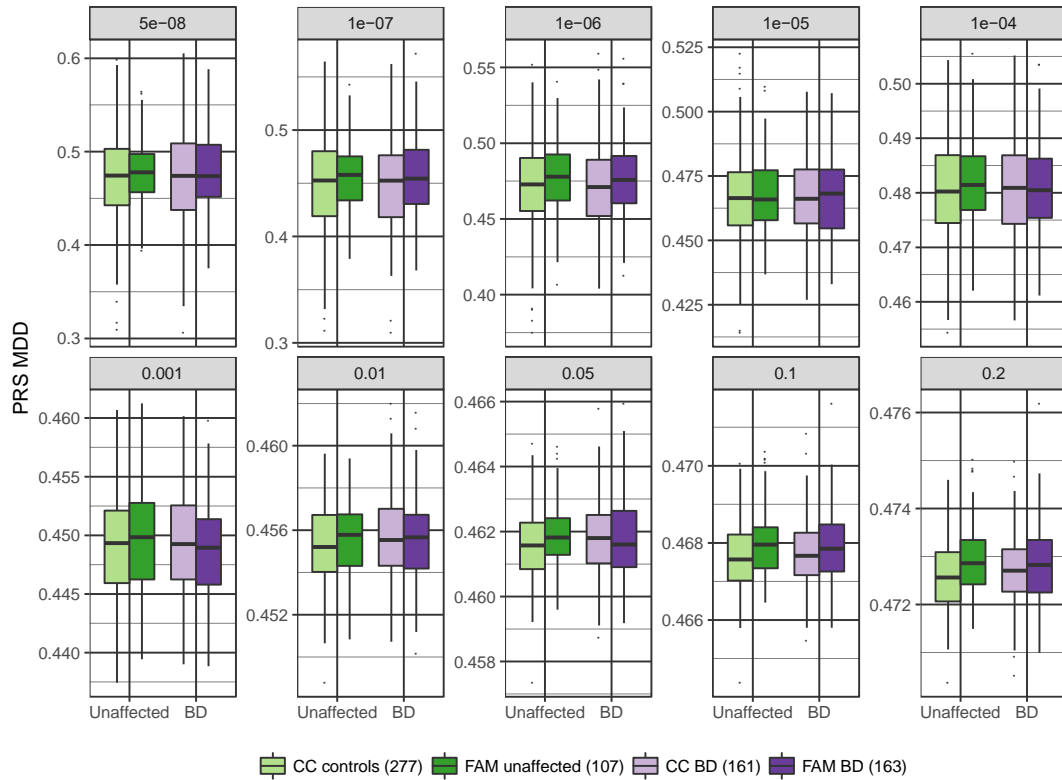 5e−08 1e−07 1e−06 1e−05 1e−04
0.6 0.5 0.4 0.3
0.5 0.4 0.3
0.55 0.50 0.45 0.40
0.525 0.500 0.475 0.450 0.425
0.50 0.49 0.48 0.47 0.46
PRS MDD
0.001 0.01 0.05 0.1 0.2
0.460 0.455 0.450 0.445 0.440
0.460 0.456 0.452
0.466 0.464 0.462 0.460 0.458
0.470 0.468 0.466
0.476 0.474 0.472
Unaffected BD Unaffected BD Unaffected BD Unaffected BD Unaffected BD
CC controls (277) FAM unaffected (107) CC BD (161) FAM BD (163)